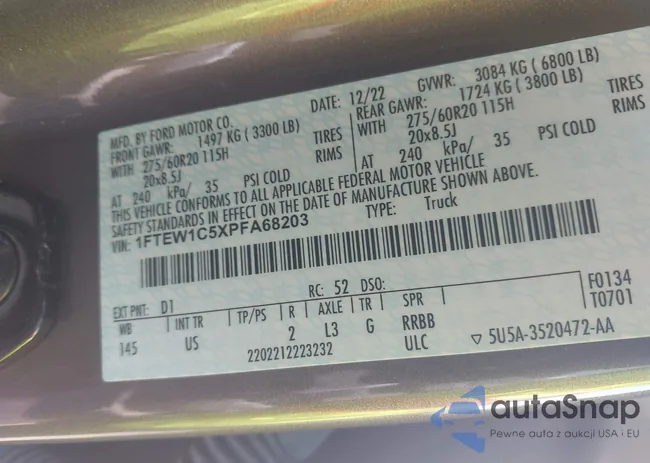 MFD. BY FORD MOTOR CO.
DATE: 12/22 GVWR: 3084 KG ( 6800 LB)
FRONT GAWR: 1497 KG ( 3300 LB) REAR GAWR: 1724 KG ( 3800 LB)
WITH 275/60R20 115H TIRES WITH 275/60R20 115H TIRES
20x8.5J RIMS 20x8.5J RIMS
AT 240 kPa/ 35 PSI COLD AT 240 kPa/ 35 PSI COLD
THIS VEHICLE CONFORMS TO ALL APPLICABLE FEDERAL MOTOR VEHICLE
SAFETY STANDARDS IN EFFECT ON THE DATE OF MANUFACTURE SHOWN ABOVE.
VIN: 1FTEW1C5XPFA68203 TYPE: Truck
EXT PNT: D1 RC: 52 DSO: F0134
WB INT TR TP/PS R AXLE TR SPR T0701
145 US 2 L3 G RRBB
2202212223232 ULC ▽ 5U5A-3520472-AA
autaSnap
Pewne auta z aukcji USA i EU